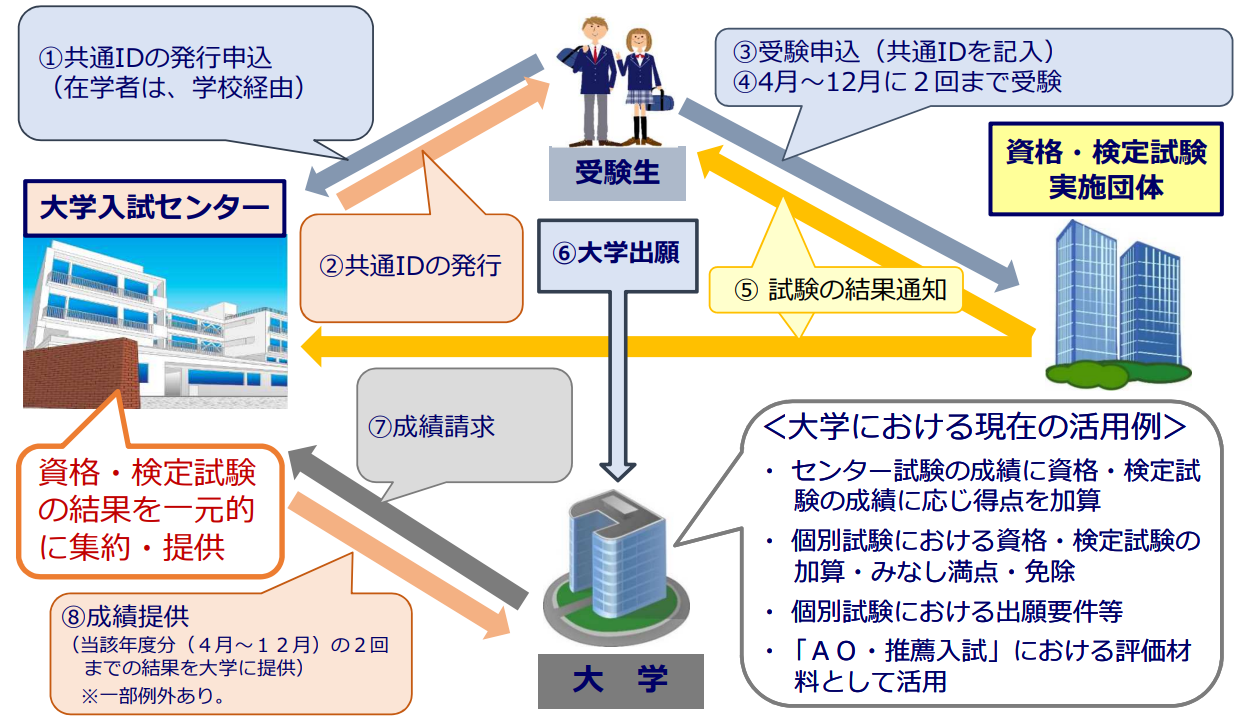 ①共通IDの発行申込
（在学者は、学校経由）
③受験申込（共通IDを記入）
④4月～12月に２回まで受験
受験生
資格・検定試験
実施団体
大学入試センター
②共通IDの発行
⑥大学出願
⑤ 試験の結果通知
⑦成績請求
資格・検定試験
の結果を一元的
に集約・提供
⑧成績提供
（当該年度分（４月～１２月）の２回
までの結果を大学に提供）
※一部例外あり。
大　学
＜大学における現在の活用例＞
・ センター試験の成績に資格・検定試
験の成績に応じ得点を加算
・ 個別試験における資格・検定試験の
加算・みなし満点・免除
・ 個別試験における出願要件等
・ 「ＡＯ・推薦入試」における評価材
料として活用